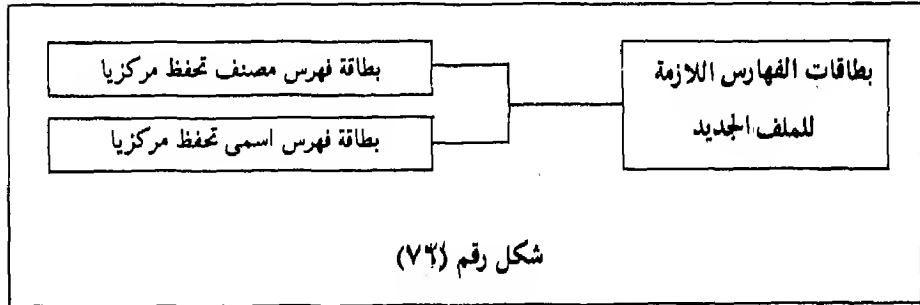 بطاقات الفهارس اللازمة
للملف الجديد
بطاقة فهرس مصنف تحفظ مركزيا
بطاقة فهرس اسمى تحفظ مركزيا
شكل رقم (٧٦)